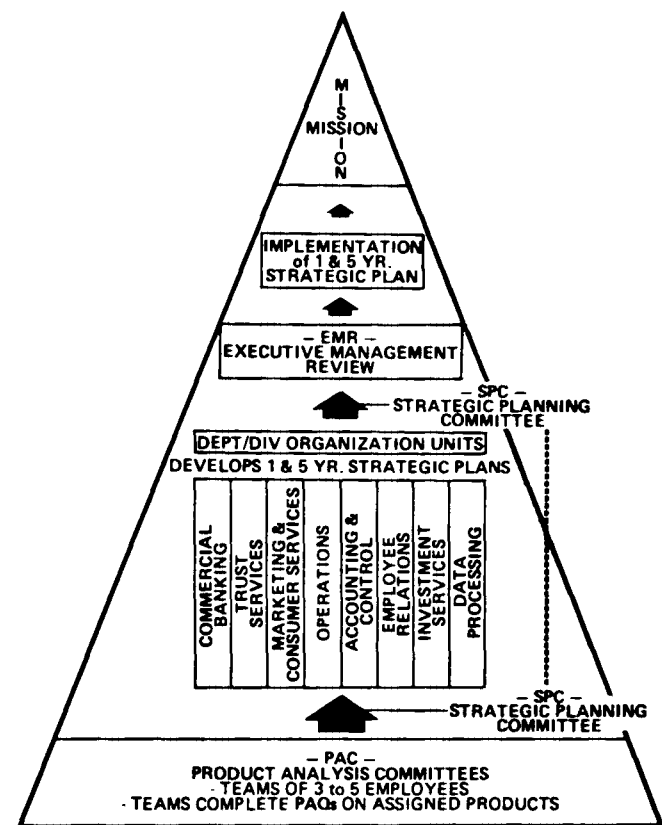 MISSION
MISSION
IMPLEMENTATION
of 1 & 5 YR.
STRATEGIC PLAN
– EMR –
EXECUTIVE MANAGEMENT
REVIEW
– SPC –
STRATEGIC PLANNING
COMMITTEE
DEPT/DIV ORGANIZATION UNITS
DEVELOPS 1 & 5 YR. STRATEGIC PLANS
COMMERCIAL
BANKING
TRUST
SERVICES
MARKETING &
CONSUMER SERVICES
OPERATIONS
ACCOUNTING &
CONTROL
EMPLOYEE
RELATIONS
INVESTMENT
SERVICES
DATA
PROCESSING
– SPC –
STRATEGIC PLANNING
COMMITTEE
– PAC –
PRODUCT ANALYSIS COMMITTEES
- TEAMS OF 3 to 5 EMPLOYEES
- TEAMS COMPLETE PAQs ON ASSIGNED PRODUCTS